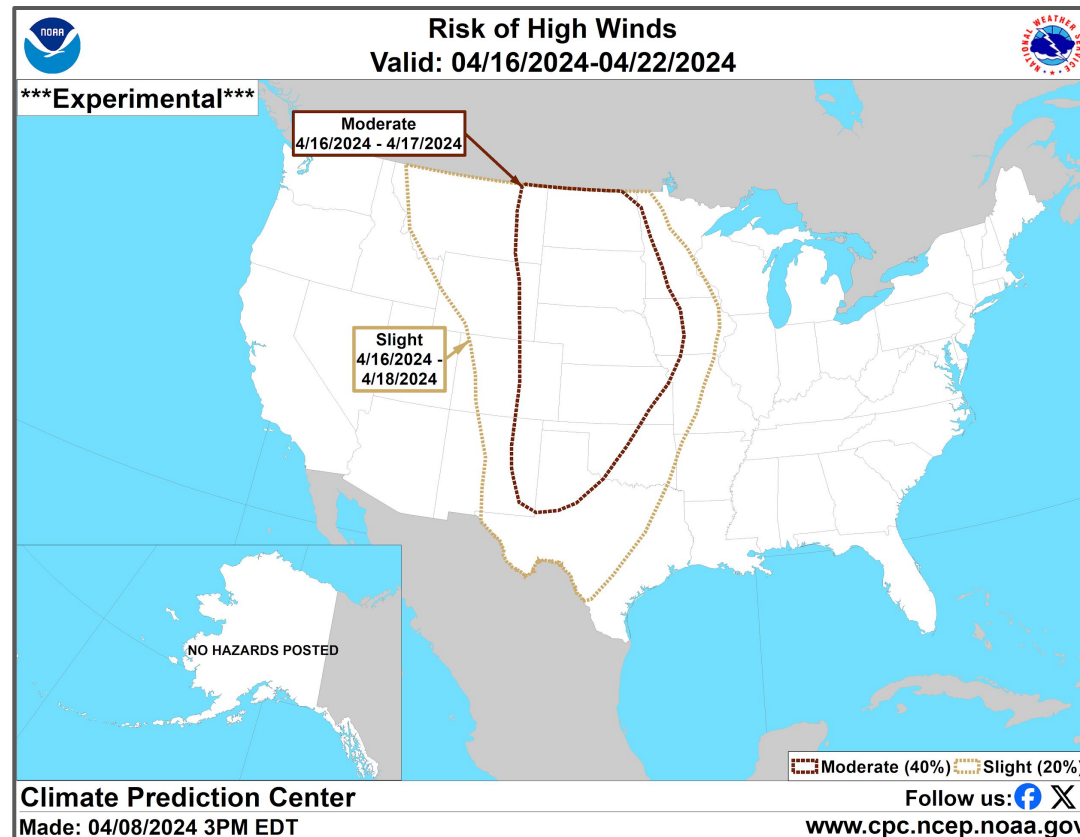 NOAA
Risk of High Winds
Valid: 04/16/2024-04/22/2024
NATIONAL WEATHER SERVICE
***Experimental***
Moderate
4/16/2024 - 4/17/2024
Slight
4/16/2024 -
4/18/2024
NO HAZARDS POSTED
Moderate (40%) Slight (20%)
Climate Prediction Center
Follow us:
Made: 04/08/2024 3PM EDT
www.cpc.ncep.noaa.gov